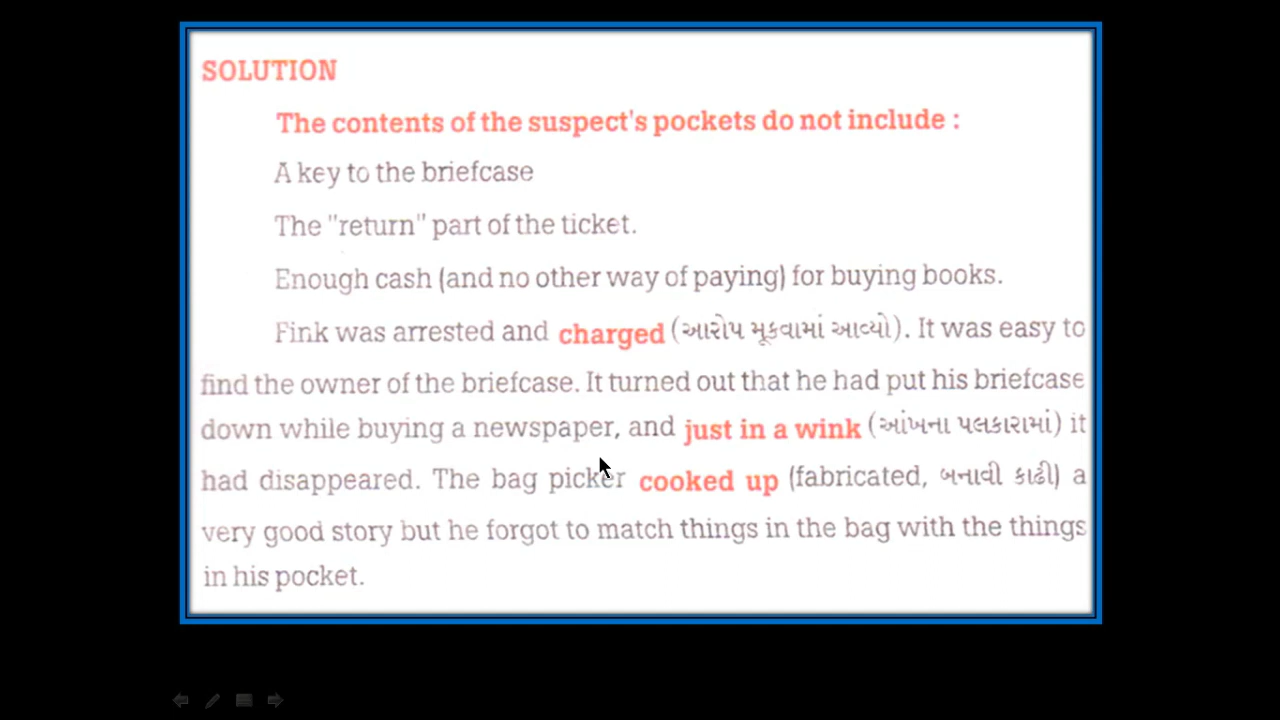 SOLUTION
The contents of the suspect's pockets do not include :
A key to the briefcase
The "return" part of the ticket.
Enough cash (and no other way of paying) for buying books.
Fink was arrested and charged (આરોપ મૂકવામાં આવ્યો). It was easy to
find the owner of the briefcase. It turned out that he had put his briefcase
down while buying a newspaper, and just in a wink (આંખના પલકારામાં) it
had disappeared. The bag picker cooked up (fabricated, બનાવી કાઢી) a
very good story but he forgot to match things in the bag with the things
in his pocket.